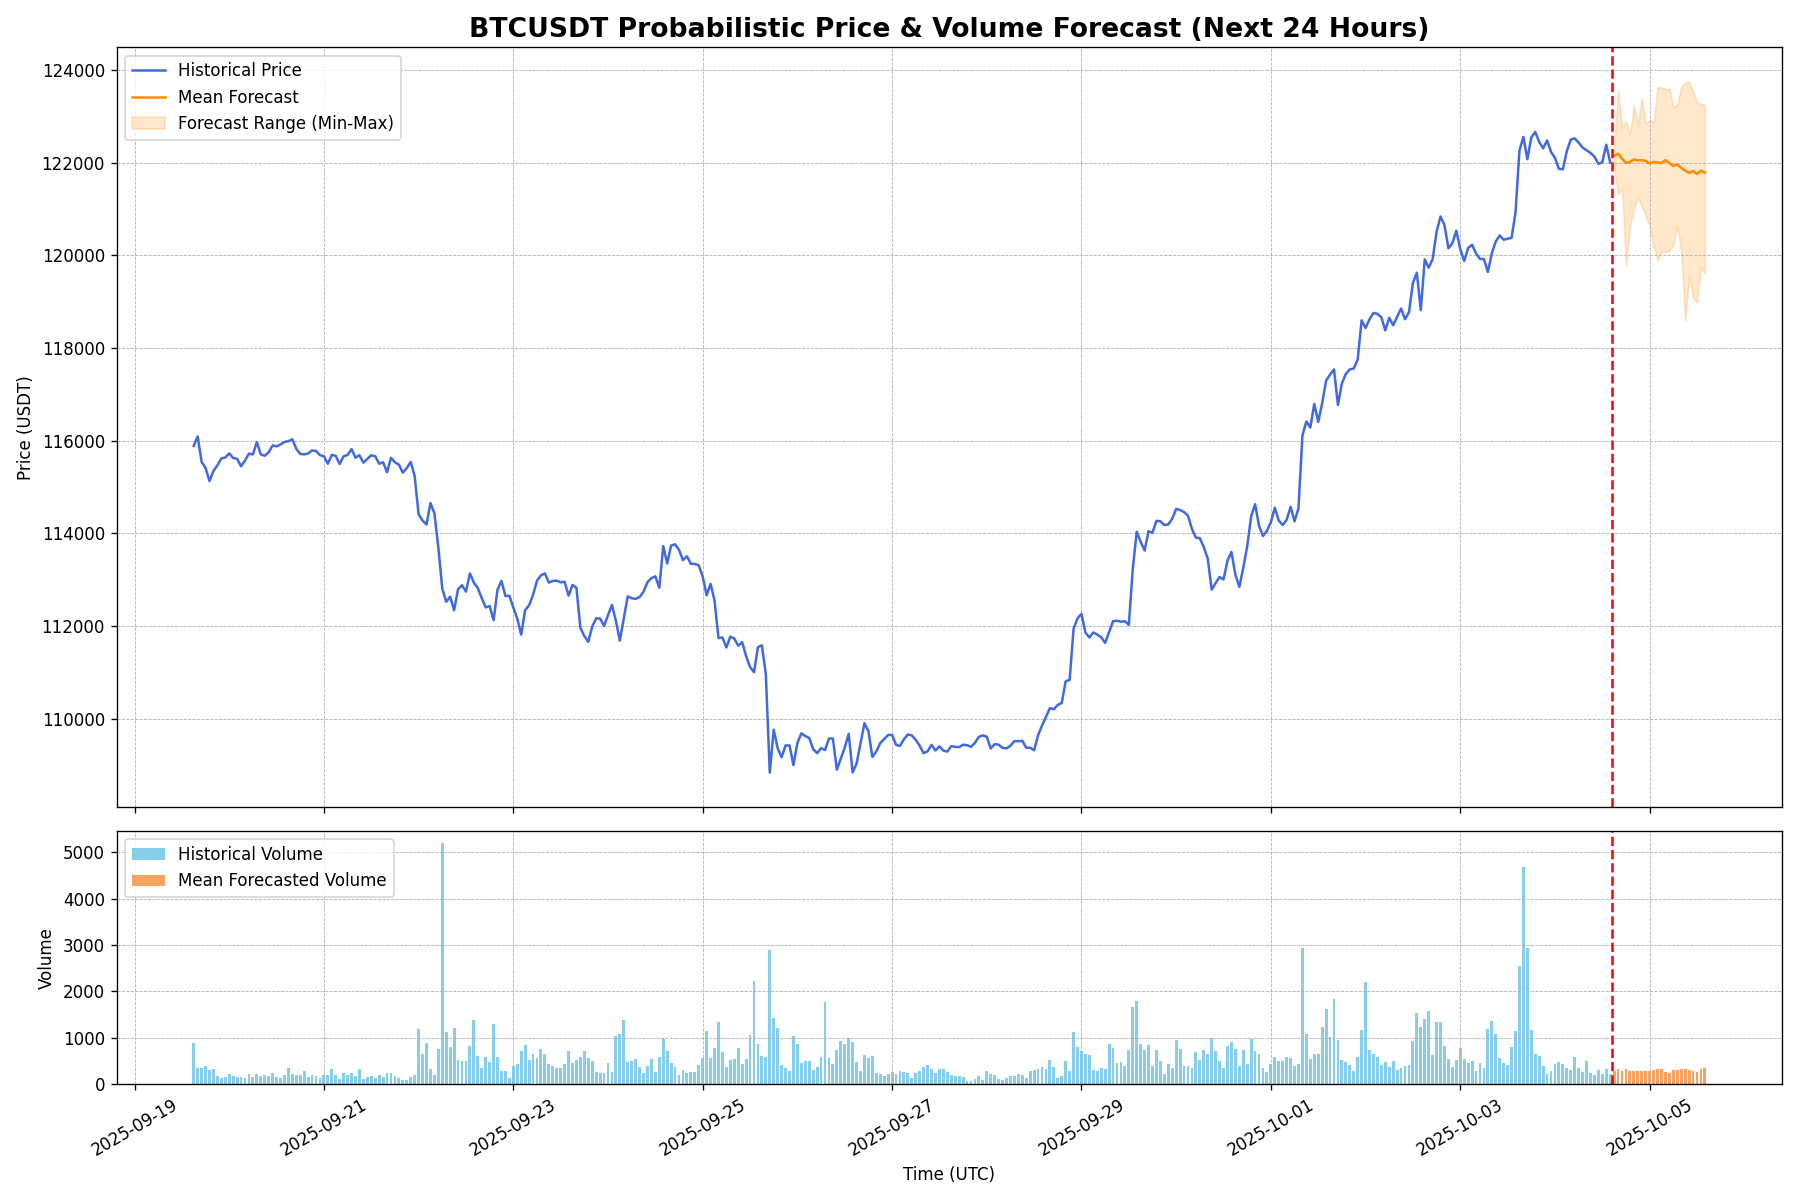 BTCUSDT Probabilistic Price & Volume Forecast (Next 24 Hours)
Historical Price
Mean Forecast
Forecast Range (Min-Max)
124000
122000
120000
118000
116000
114000
112000
110000
Price (USDT)
Historical Volume
Mean Forecasted Volume
5000
4000
3000
2000
1000
0
Volume
2025-09-19
2025-09-21
2025-09-23
2025-09-25
2025-09-27
2025-09-29
2025-10-01
2025-10-03
2025-10-05
Time (UTC)